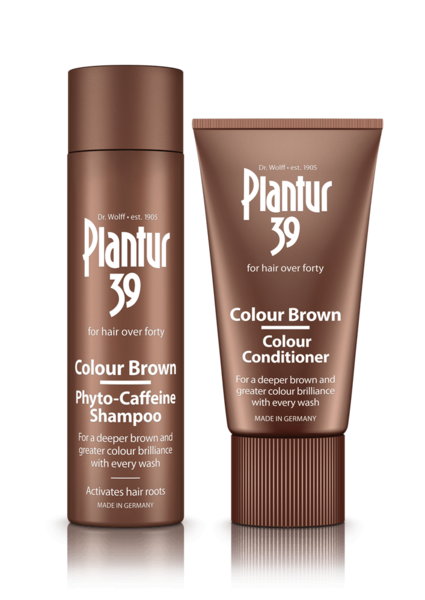 Dr. Wolff • est. 1905
Plantur
39
for hair over forty
Colour Brown
Phyto-Caffeine
Shampoo
For a deeper brown and
greater colour brilliance
with every wash
Activates hair roots
MADE IN GERMANY
Dr. Wolff • est. 1905
Plantur
39
for hair over forty
Colour Brown
Colour
Conditioner
For a deeper brown and
greater colour brilliance
with every wash
MADE IN GERMANY